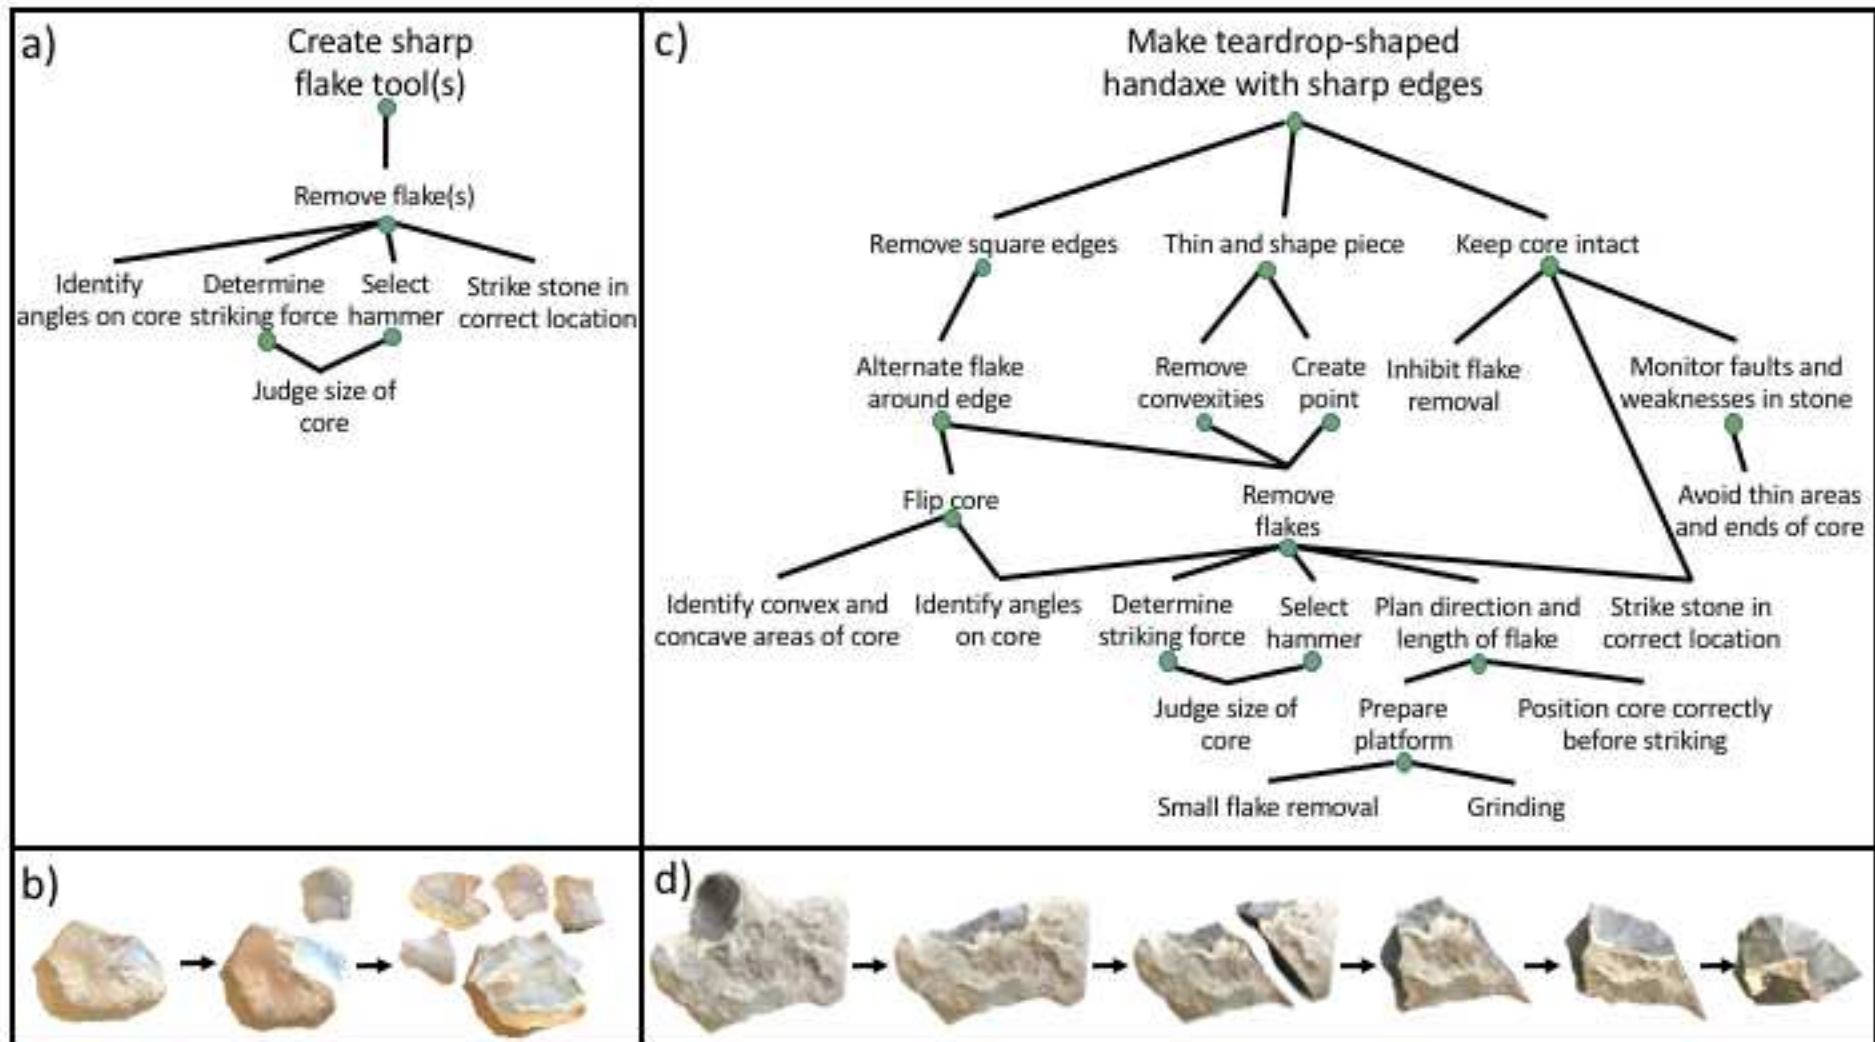 a)
Create sharp
flake tool(s)
Remove flake(s)
Identify
angles on core
Determine
striking force
Select
hammer
Strike stone in
correct location
Judge size of
core
b)
c)
Make teardrop-shaped
handaxe with sharp edges
Remove square edges
Thin and shape piece
Keep core intact
Alternate flake
around edge
Remove
convexities
Create
point
Inhibit flake
removal
Monitor faults and
weaknesses in stone
Flip core
Remove
flakes
Avoid thin areas
and ends of core
Identify convex and
concave areas of core
Identify angles
on core
Determine
striking force
Select
hammer
Plan direction and
length of flake
Strike stone in
correct location
Judge size of
core
Prepare
platform
Position core correctly
before striking
Small flake removal
Grinding
d)